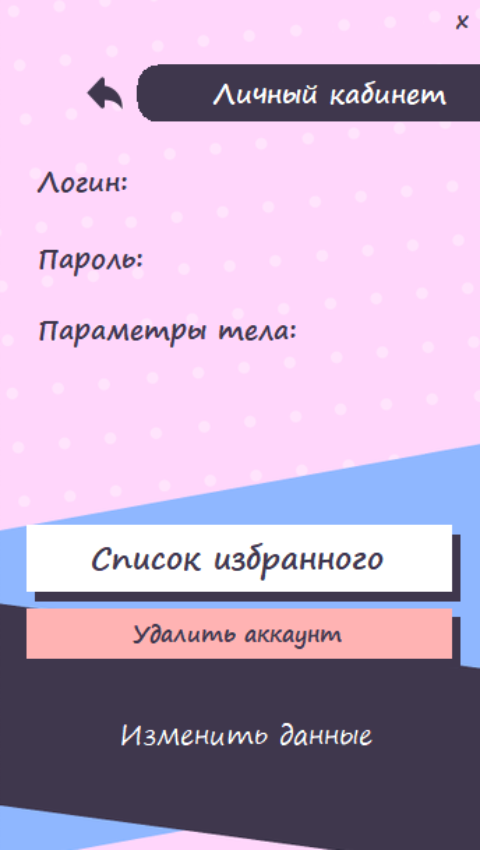 x
Личный кабинет
Логин:
Пароль:
Параметры тела:
Список избранного
Удалить аккаунт
Изменить данные